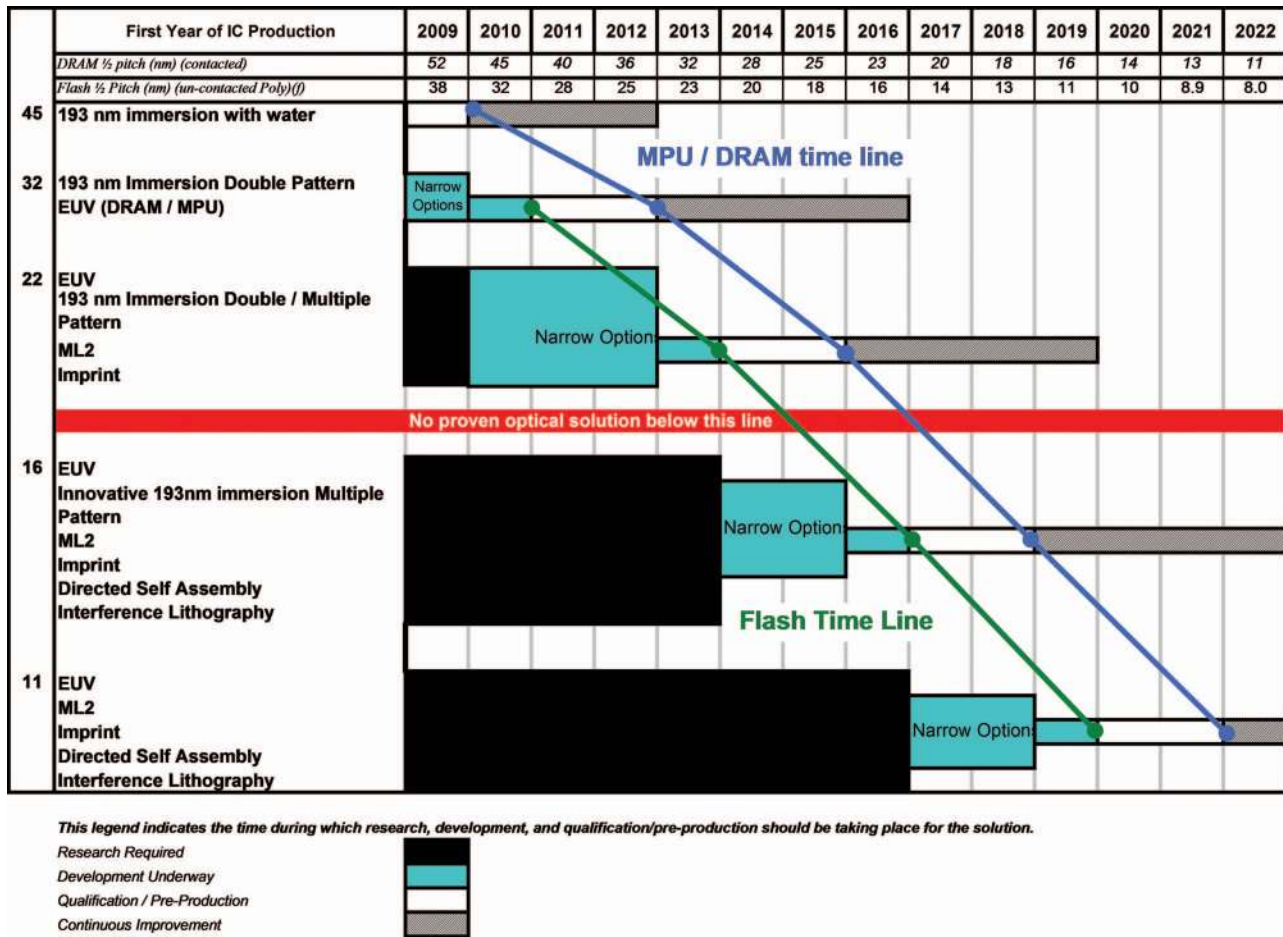 First Year of IC Production 2009 2010 2011 2012 2013 2014 2015 2016 2017 2018 2019 2020 2021 2022
DRAM ½ pitch (nm) (contacted) 52 45 40 36 32 28 25 23 20 18 16 14 13 11
Flash ½ Pitch (nm) (un-contacted Poly)(f) 38 32 28 25 23 20 18 16 14 13 11 10 8.9 8.0
45 193 nm immersion with water
MPU / DRAM time line
32 193 nm Immersion Double Pattern
EUV (DRAM / MPU)
Narrow
Options
22 EUV
193 nm Immersion Double / Multiple
Pattern
ML2
Imprint
Narrow Option
No proven optical solution below this line
16 EUV
Innovative 193nm immersion Multiple
Pattern
ML2
Imprint
Directed Self Assembly
Interference Lithography
Narrow Option
Flash Time Line
11 EUV
ML2
Imprint
Directed Self Assembly
Interference Lithography
Narrow Option
This legend indicates the time during which research, development, and qualification/pre-production should be taking place for the solution.
Research Required
Development Underway
Qualification / Pre-Production
Continuous Improvement